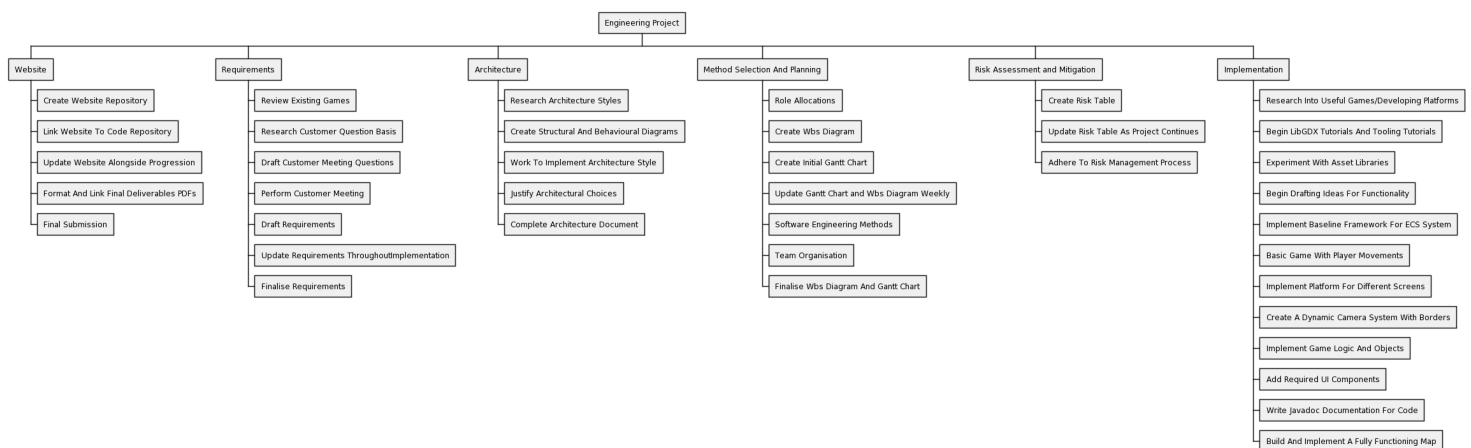 Engineering Project
Website
Create Website Repository
Link Website To Code Repository
Update Website Alongside Progression
Format And Link Final Deliverables PDFs
Final Submission
Requirements
Review Existing Games
Research Customer Question Basis
Draft Customer Meeting Questions
Perform Customer Meeting
Draft Requirements
Update Requirements ThroughoutImplementation
Finalise Requirements
Architecture
Research Architecture Styles
Create Structural And Behavioural Diagrams
Work To Implement Architecture Style
Justify Architectural Choices
Complete Architecture Document
Method Selection And Planning
Role Allocations
Create Wbs Diagram
Create Initial Gantt Chart
Update Gantt Chart and Wbs Diagram Weekly
Software Engineering Methods
Team Organisation
Finalise Wbs Diagram And Gantt Chart
Risk Assessment and Mitigation
Create Risk Table
Update Risk Table As Project Continues
Adhere To Risk Management Process
Implementation
Research Into Useful Games/Developing Platforms
Begin LibGDX Tutorials And Tooling Tutorials
Experiment With Asset Libraries
Begin Drafting Ideas For Functionality
Implement Baseline Framework For ECS System
Basic Game With Player Movements
Implement Platform For Different Screens
Create A Dynamic Camera System With Borders
Implement Game Logic And Objects
Add Required UI Components
Write Javadoc Documentation For Code
Build And Implement A Fully Functioning Map